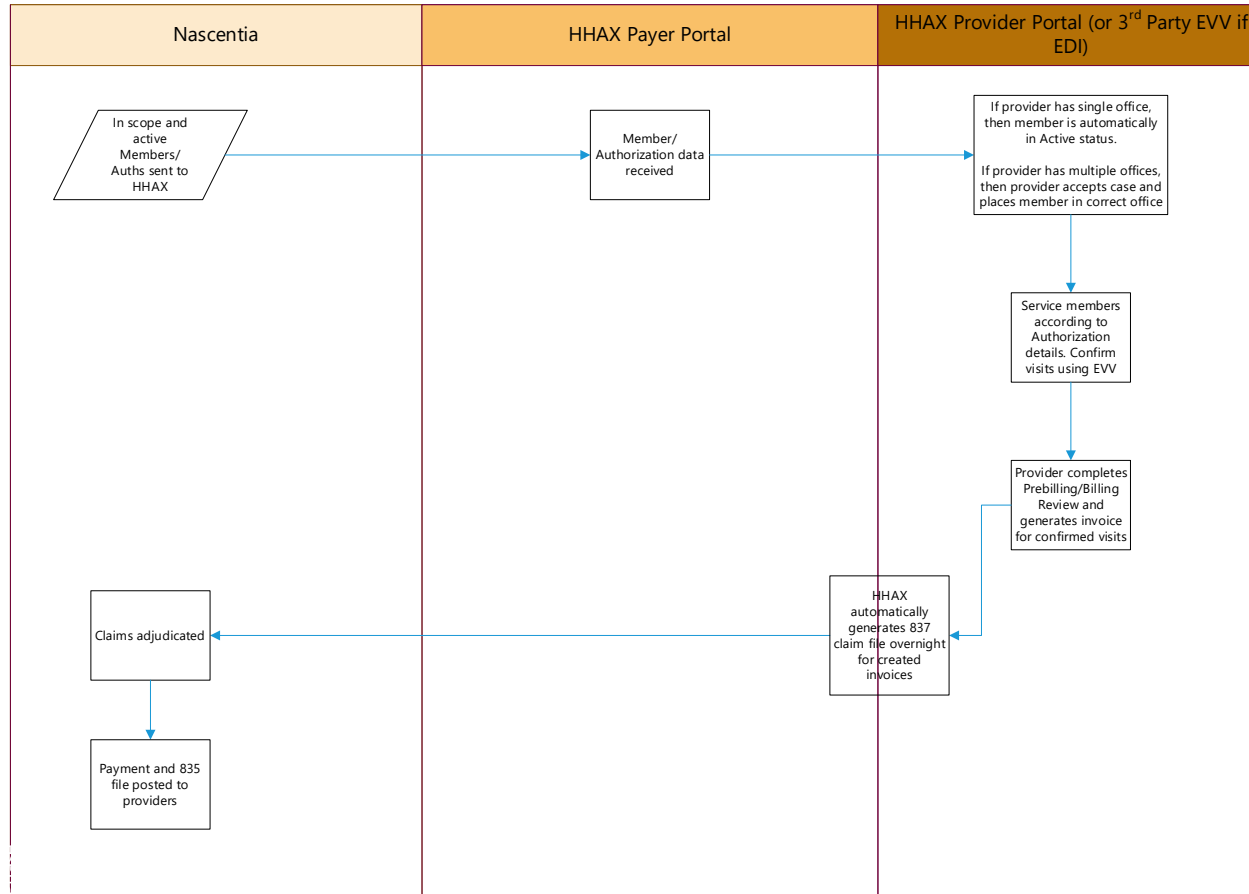 Nascentia
HHAX Payer Portal
HHAX Provider Portal (or 3rd Party EVV if
EDI)
In scope and
active
Members/
Auths sent to
HHAX
Member/
Authorization data
received
If provider has single office,
then member is automatically
in Active status.
If provider has multiple offices,
then provider accepts case and
places member in correct office
Service members
according to
Authorization
details. Confirm
visits using EVV
Provider completes
Prebilling/Billing
Review and
generates invoice
for confirmed visits
HHAX
automatically
generates 837
claim file overnight
for created
invoices
Claims adjudicated
Payment and 835
file posted to
providers